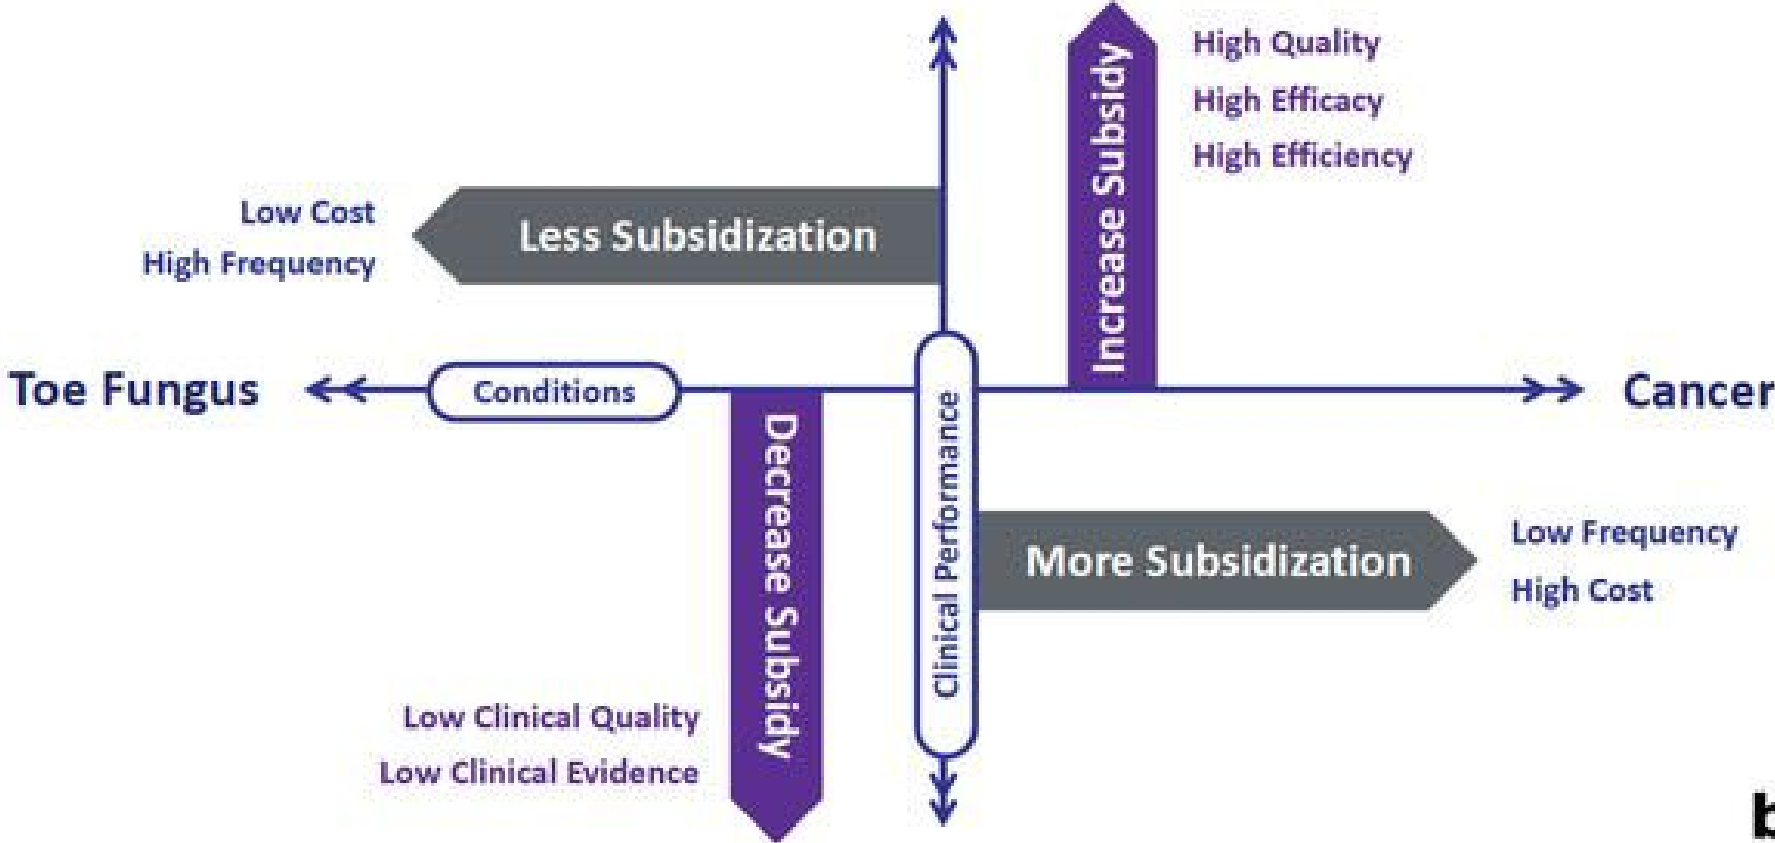 High Quality
High Efficacy
High Efficiency
Increase Subsidy
Low Cost
High Frequency
Less Subsidization
Toe Fungus
Conditions
Cancer
Clinical Performance
Decrease Subsidy
More Subsidization
Low Frequency
High Cost
Low Clinical Quality
Low Clinical Evidence